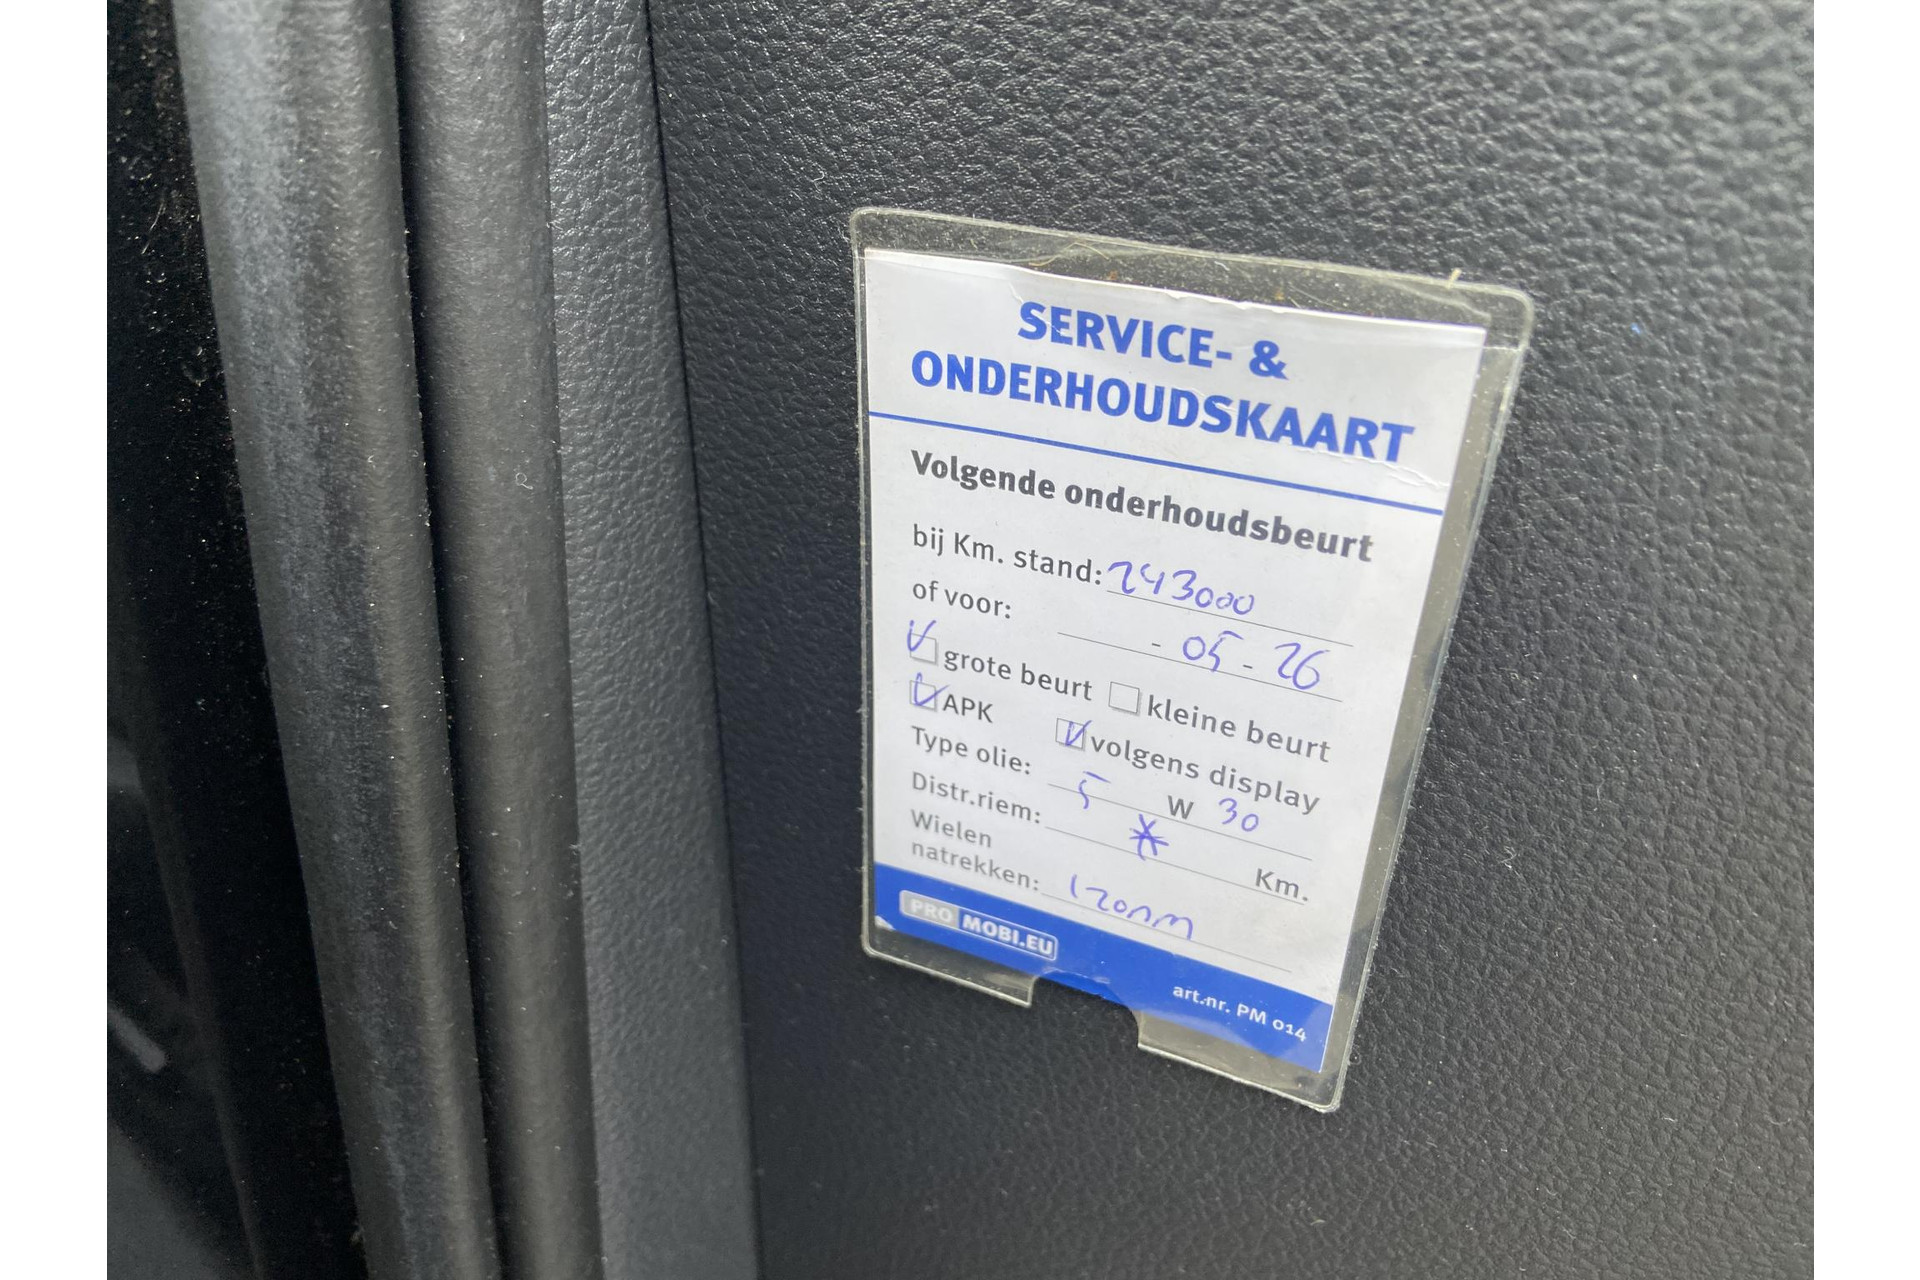 SERVICE- &
ONDERHOUDSKAART
Volgende onderhoudsbeurt
bij Km. stand: 243000
of voor: - 05 - 26
grote beurt kleine beurt
APK volgens display
Type olie: 5 W 30
Distr.riem: * Km.
Wielen
natrekken: 120nm
PRO MOBI.EU
art.nr. PM 014